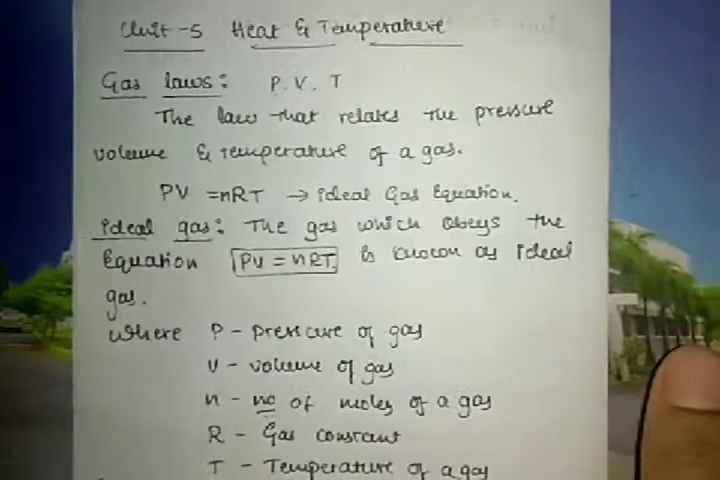 Unit -5 Heat & Temperature
Gas laws: P. V. T
The law that relates the pressure
volume & temperature of a gas.
PV = nRT → ideal Gas Equation.
ideal gas: The gas which obeys the
Equation PV = nRT is known as ideal
gas.
where P - pressure of gas
V - volume of gas
n - no of moles of a gas
R - Gas constant
T - Temperature of a gas